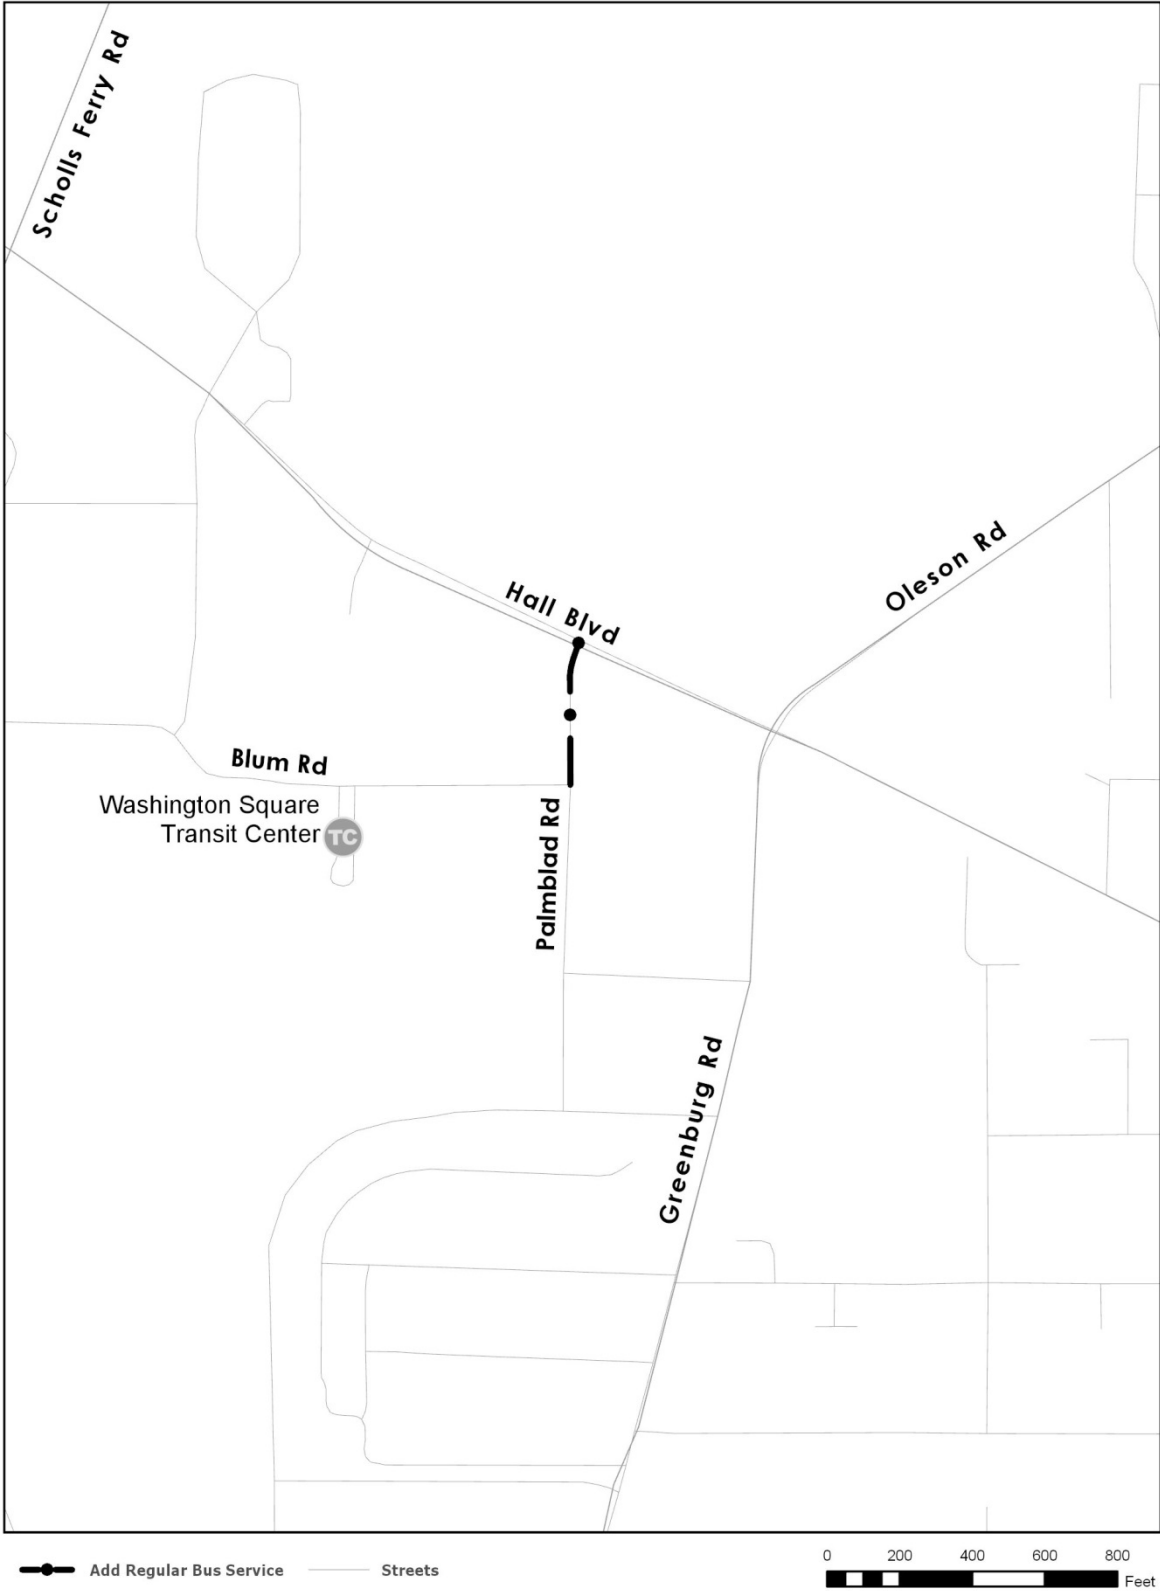 Scholls Ferry Rd
Hall Blvd
Oleson Rd
Blum Rd
Washington Square
Transit Center
TC
Palmblad Rd
Greenburg Rd
Add Regular Bus Service
Streets
0 200 400 600 800
Feet